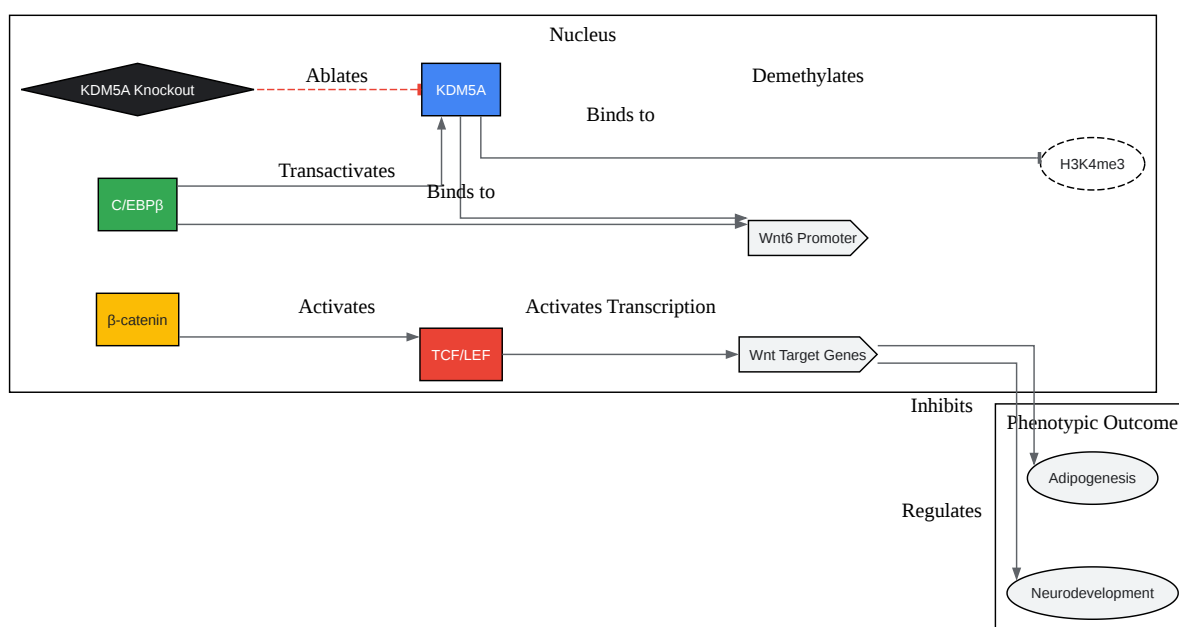 Nucleus
KDM5A Knockout
Ablates
KDM5A
Demethylates
Binds to
H3K4me3
Transactivates
Binds to
C/EBPβ
Wnt6 Promoter
β-catenin
Activates
Activates Transcription
TCF/LEF
Wnt Target Genes
Inhibits
Phenotypic Outcome
Adipogenesis
Regulates
Neurodevelopment